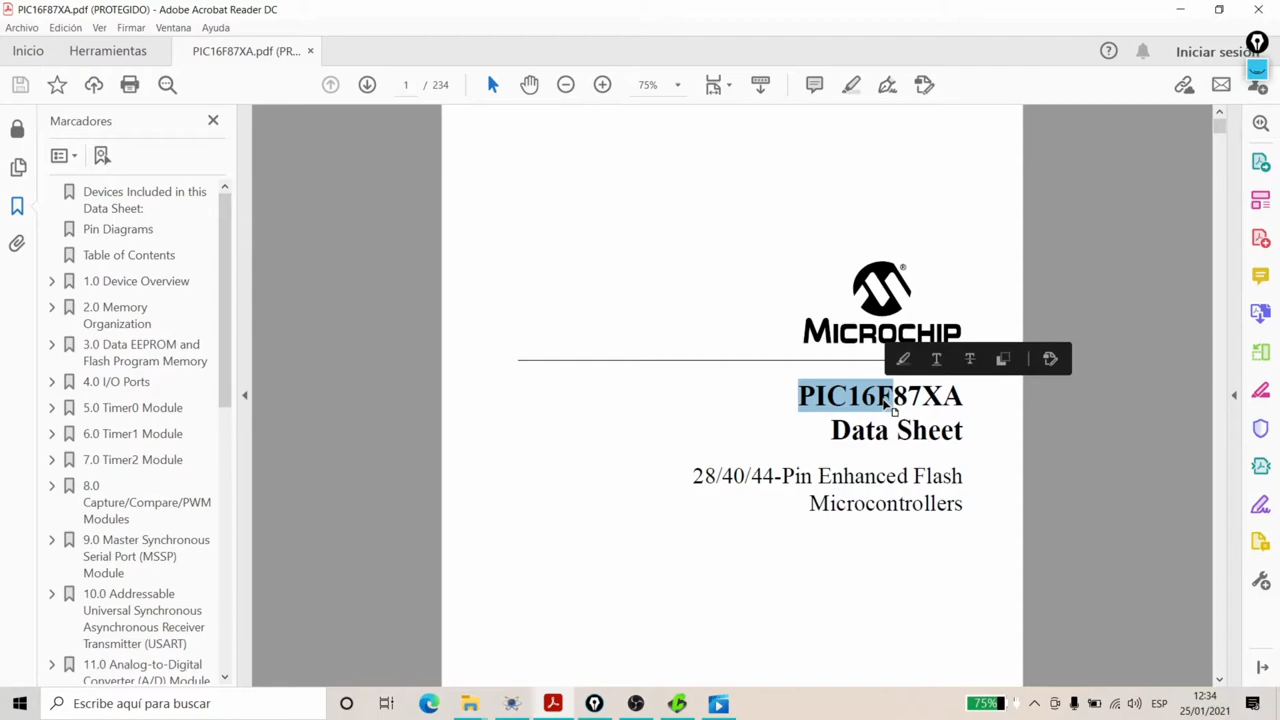 PIC16F87XA.pdf (PROTEGIDO) - Adobe Acrobat Reader DC
Archivo Edición Ver Firmar Ventana Ayuda
Inicio Herramientas PIC16F87XA.pdf (PR... × Iniciar sesión
1 / 234 75%
Marcadores
Devices Included in this
Data Sheet:
Pin Diagrams
Table of Contents
1.0 Device Overview
2.0 Memory
Organization
3.0 Data EEPROM and
Flash Program Memory
4.0 I/O Ports
5.0 Timer0 Module
6.0 Timer1 Module
7.0 Timer2 Module
8.0
Capture/Compare/PWM
Modules
9.0 Master Synchronous
Serial Port (MSSP)
Module
10.0 Addressable
Universal Synchronous
Asynchronous Receiver
Transmitter (USART)
11.0 Analog-to-Digital
Converter (A/D) Module
MICROCHIP
PIC16F87XA
Data Sheet
28/40/44-Pin Enhanced Flash
Microcontrollers
Escribe aquí para buscar
75%
ESP
12:34
25/01/2021